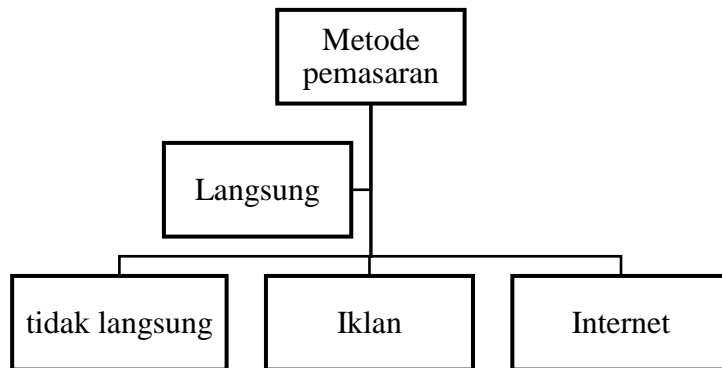 Metode
pemasaran
Langsung
tidak langsung
Iklan
Internet